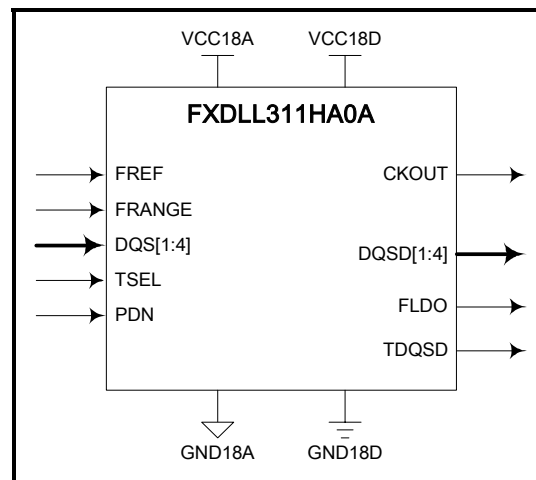 VCC18A VCC18D
FXDLL311HA0A
FREF CKOUT
FRANGE
DQS[1:4] DQSD[1:4]
TSEL
FLDO
PDN
TDQSD
GND18A GND18D